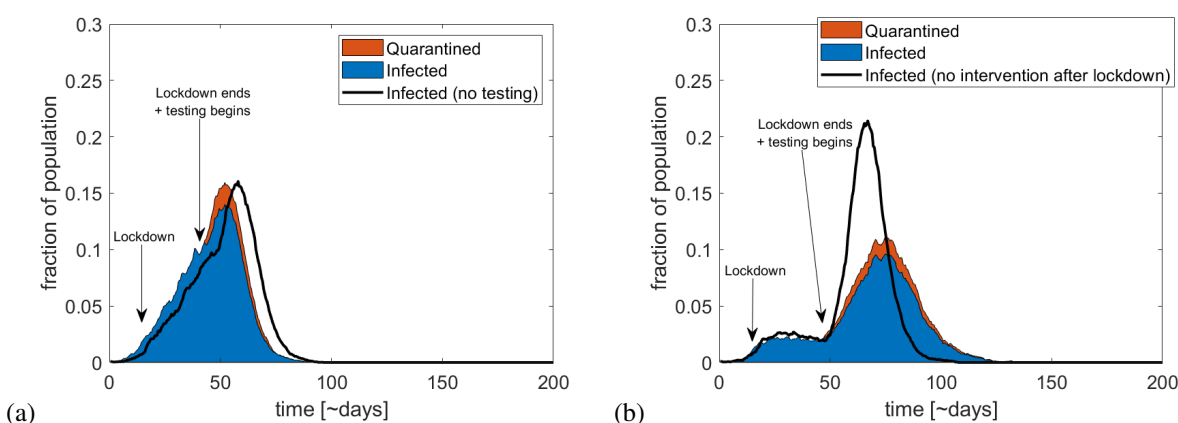 0.3
0.25
0.2
0.15
0.1
0.05
0
fraction of population
Quarantined
Infected
Infected (no testing)
Lockdown ends
+ testing begins
Lockdown
0 50 100 150 200
time [~days]
(a)
0.3
0.25
0.2
0.15
0.1
0.05
0
fraction of population
Quarantined
Infected
Infected (no intervention after lockdown)
Lockdown ends
+ testing begins
Lockdown
0 50 100 150 200
time [~days]
(b)